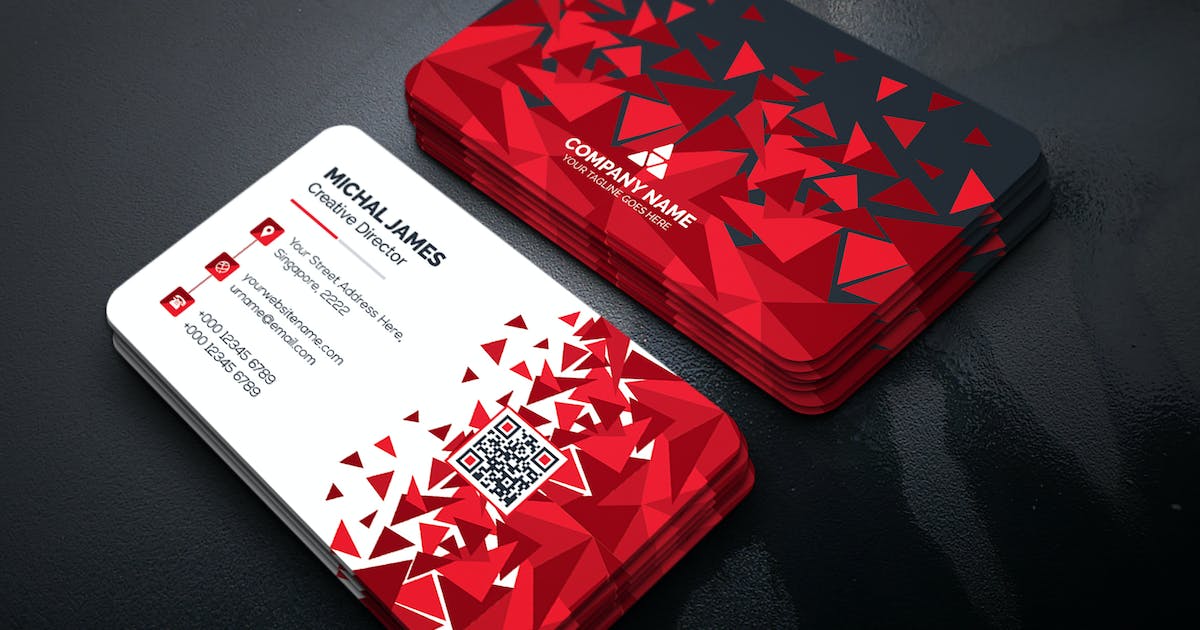 MICHAL JAMES
Creative Director
Your Street Address Here,
Singapore, 2222
yourwebsitename.com
urname@email.com
+000 12345 6789
+000 12345 6789
COMPANY NAME
YOUR TAGLINE GOES HERE